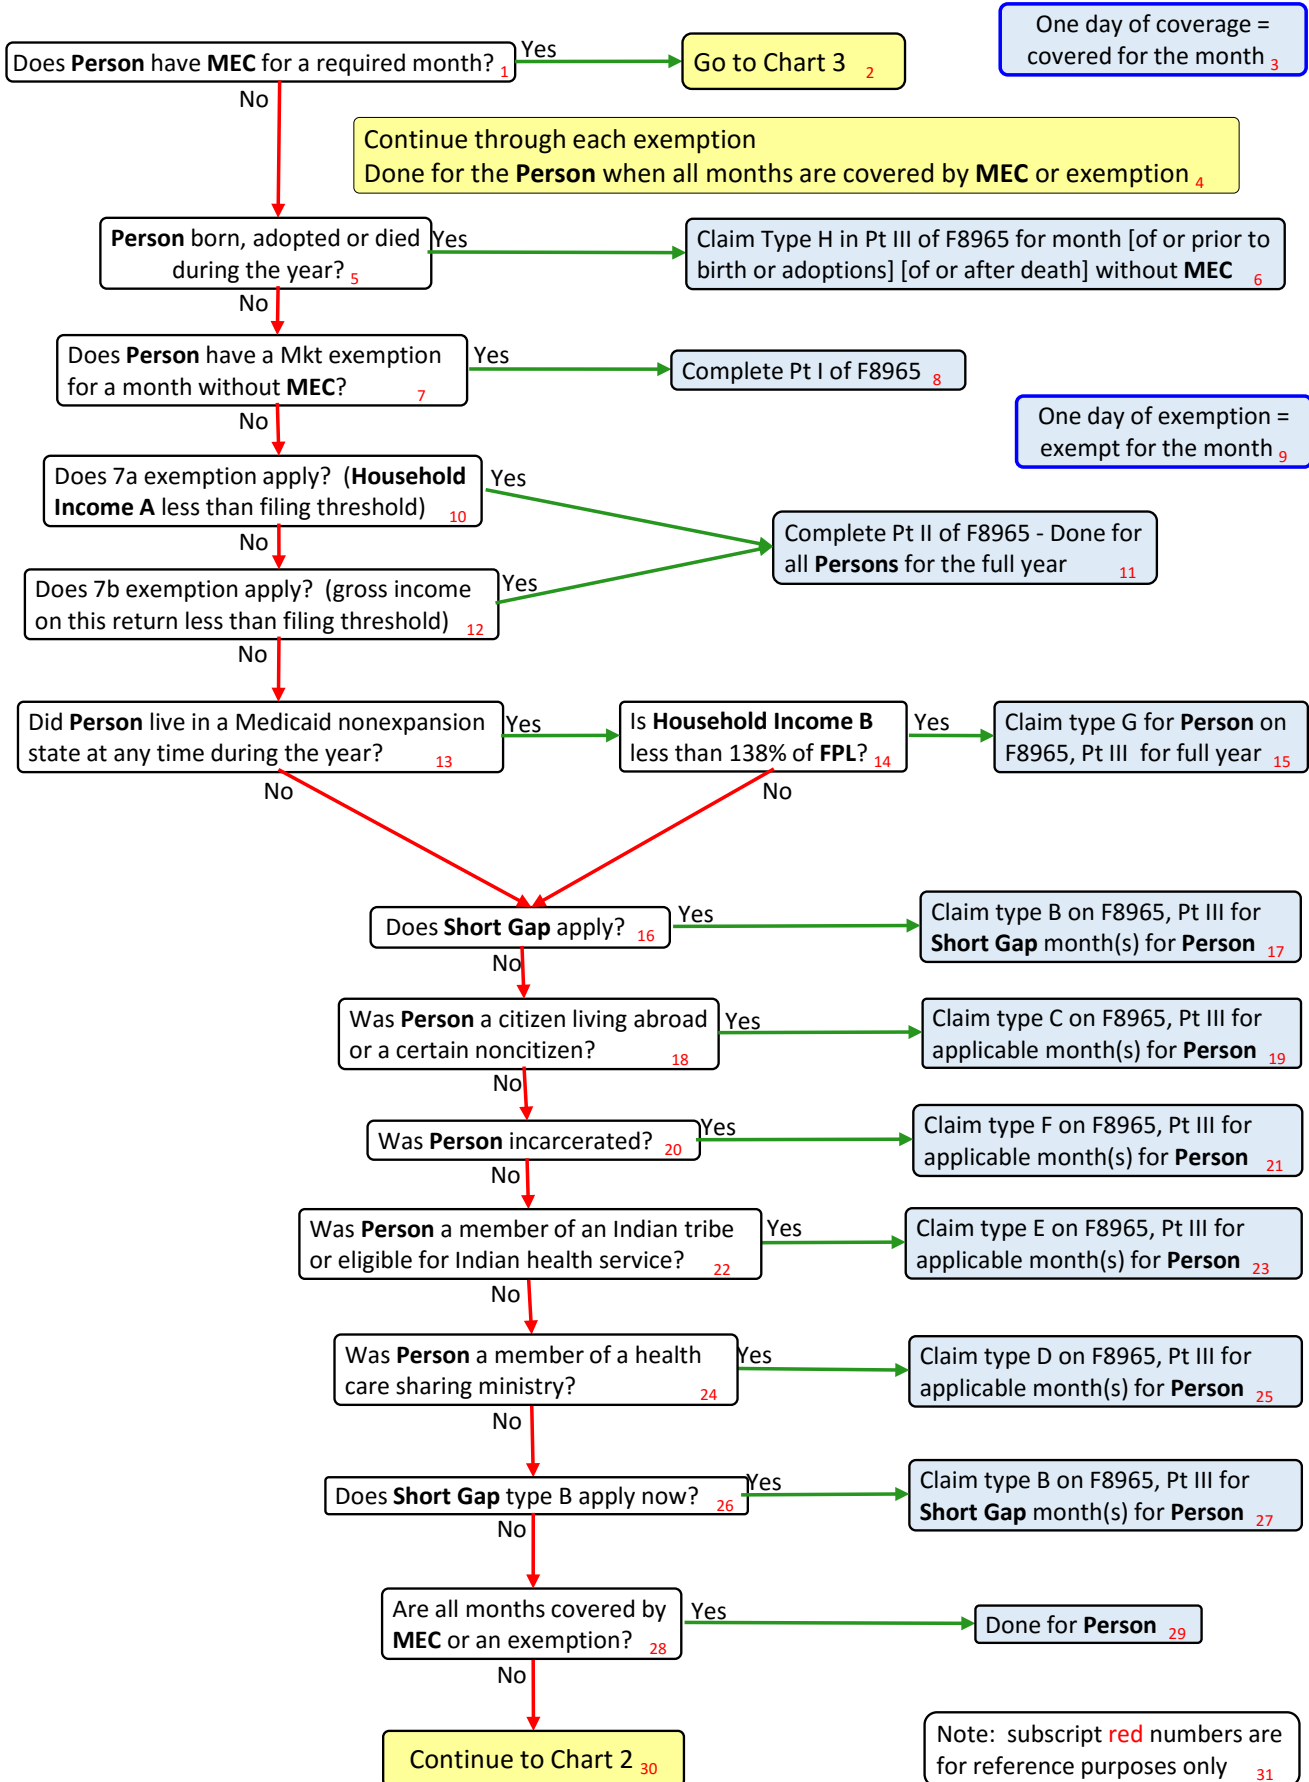 Does Person have MEC for a required month? 1
Yes
Go to Chart 3 2
One day of coverage =
covered for the month 3
No
Continue through each exemption
Done for the Person when all months are covered by MEC or exemption 4
Person born, adopted or died
during the year? 5
Yes
Claim Type H in Pt III of F8965 for month [of or prior to
birth or adoptions] [of or after death] without MEC 6
No
Does Person have a Mkt exemption
for a month without MEC? 7
Yes
Complete Pt I of F8965 8
No
One day of exemption =
exempt for the month 9
Does 7a exemption apply? (Household
Income A less than filing threshold) 10
Yes
No
Complete Pt II of F8965 - Done for
all Persons for the full year 11
Does 7b exemption apply? (gross income
on this return less than filing threshold) 12
Yes
No
Did Person live in a Medicaid nonexpansion
state at any time during the year? 13
Yes
Is Household Income B
less than 138% of FPL? 14
Yes
Claim type G for Person on
F8965, Pt III for full year 15
No
No
Does Short Gap apply? 16
Yes
Claim type B on F8965, Pt III for
Short Gap month(s) for Person 17
No
Was Person a citizen living abroad
or a certain noncitizen? 18
Yes
Claim type C on F8965, Pt III for
applicable month(s) for Person 19
No
Was Person incarcerated? 20
Yes
Claim type F on F8965, Pt III for
applicable month(s) for Person 21
No
Was Person a member of an Indian tribe
or eligible for Indian health service? 22
Yes
Claim type E on F8965, Pt III for
applicable month(s) for Person 23
No
Was Person a member of a health
care sharing ministry? 24
Yes
Claim type D on F8965, Pt III for
applicable month(s) for Person 25
No
Does Short Gap type B apply now? 26
Yes
Claim type B on F8965, Pt III for
Short Gap month(s) for Person 27
No
Are all months covered by
MEC or an exemption? 28
Yes
Done for Person 29
No
Continue to Chart 2 30
Note: subscript red numbers are
for reference purposes only 31